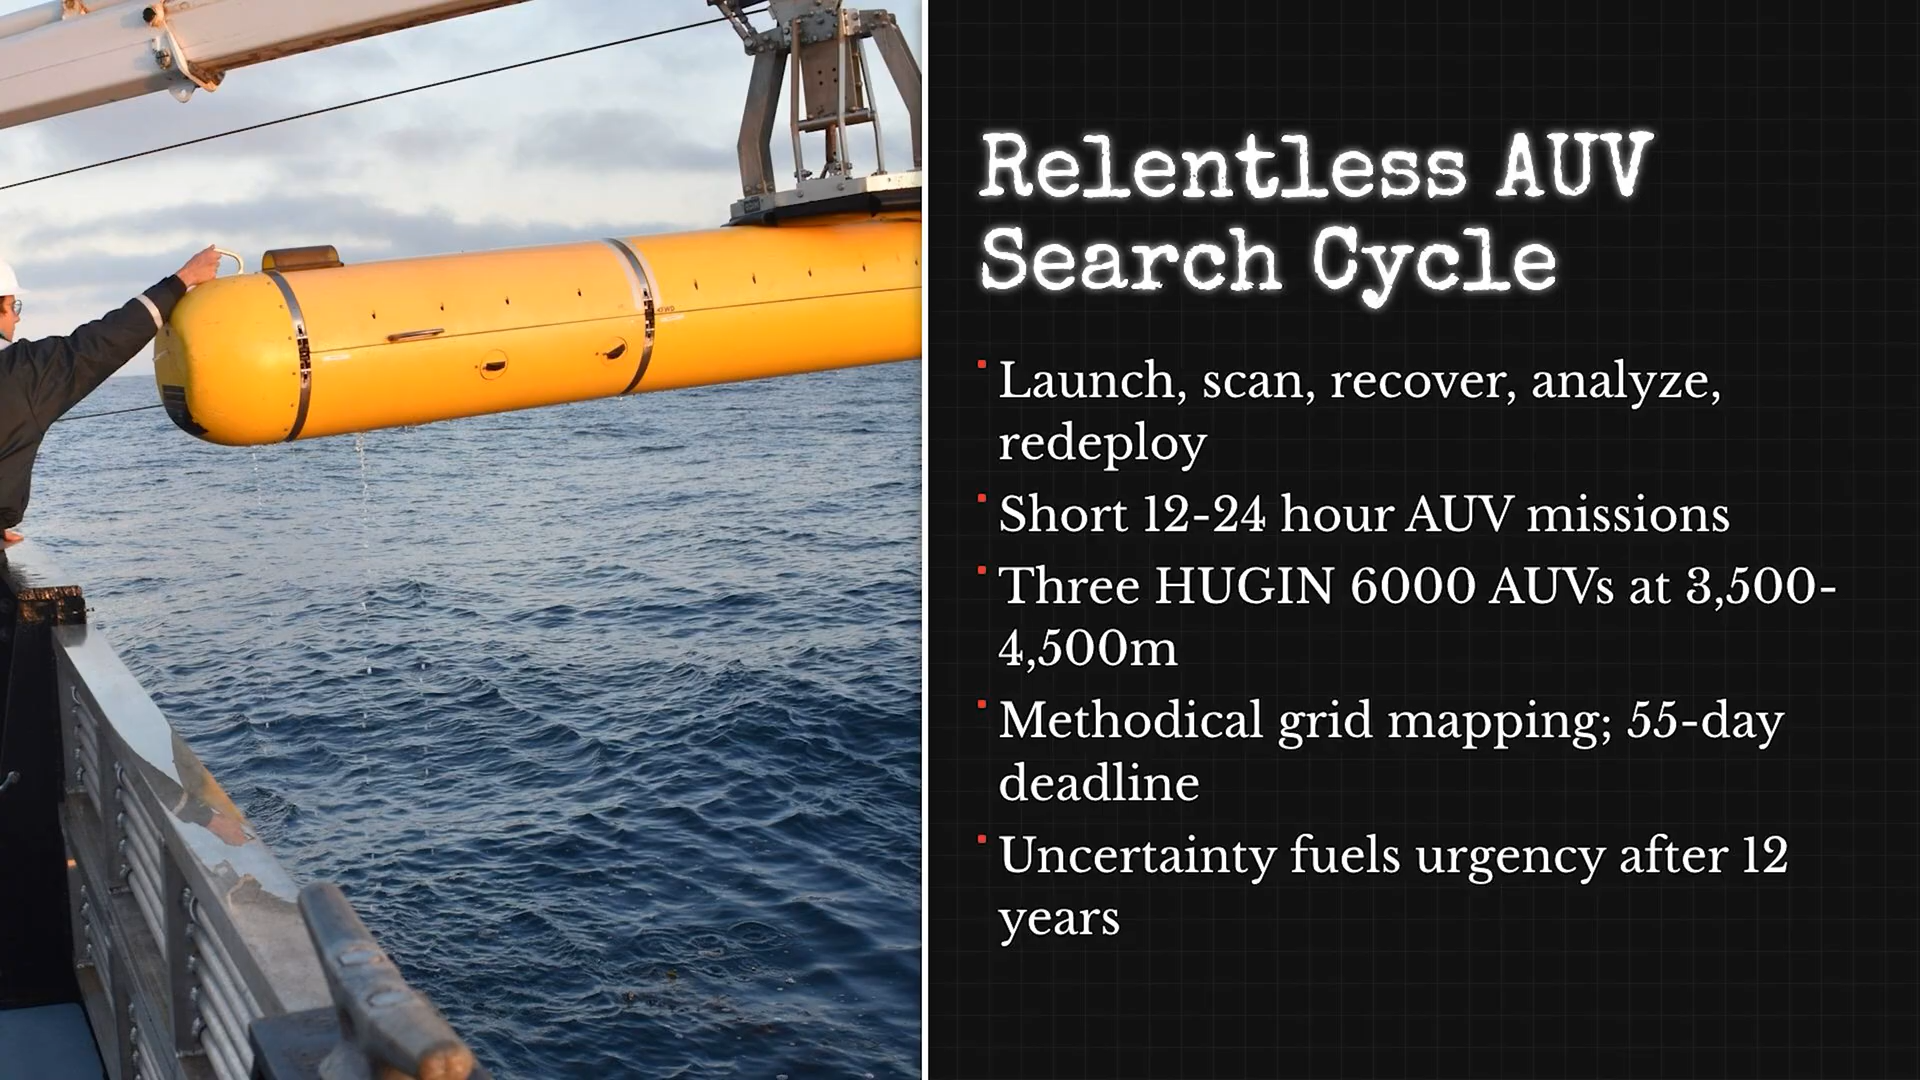 Relentless AUV
Search Cycle
Launch, scan, recover, analyze,
redeploy
Short 12-24 hour AUV missions
Three HUGIN 6000 AUVs at 3,500-
4,500m
Methodical grid mapping; 55-day
deadline
Uncertainty fuels urgency after 12
years